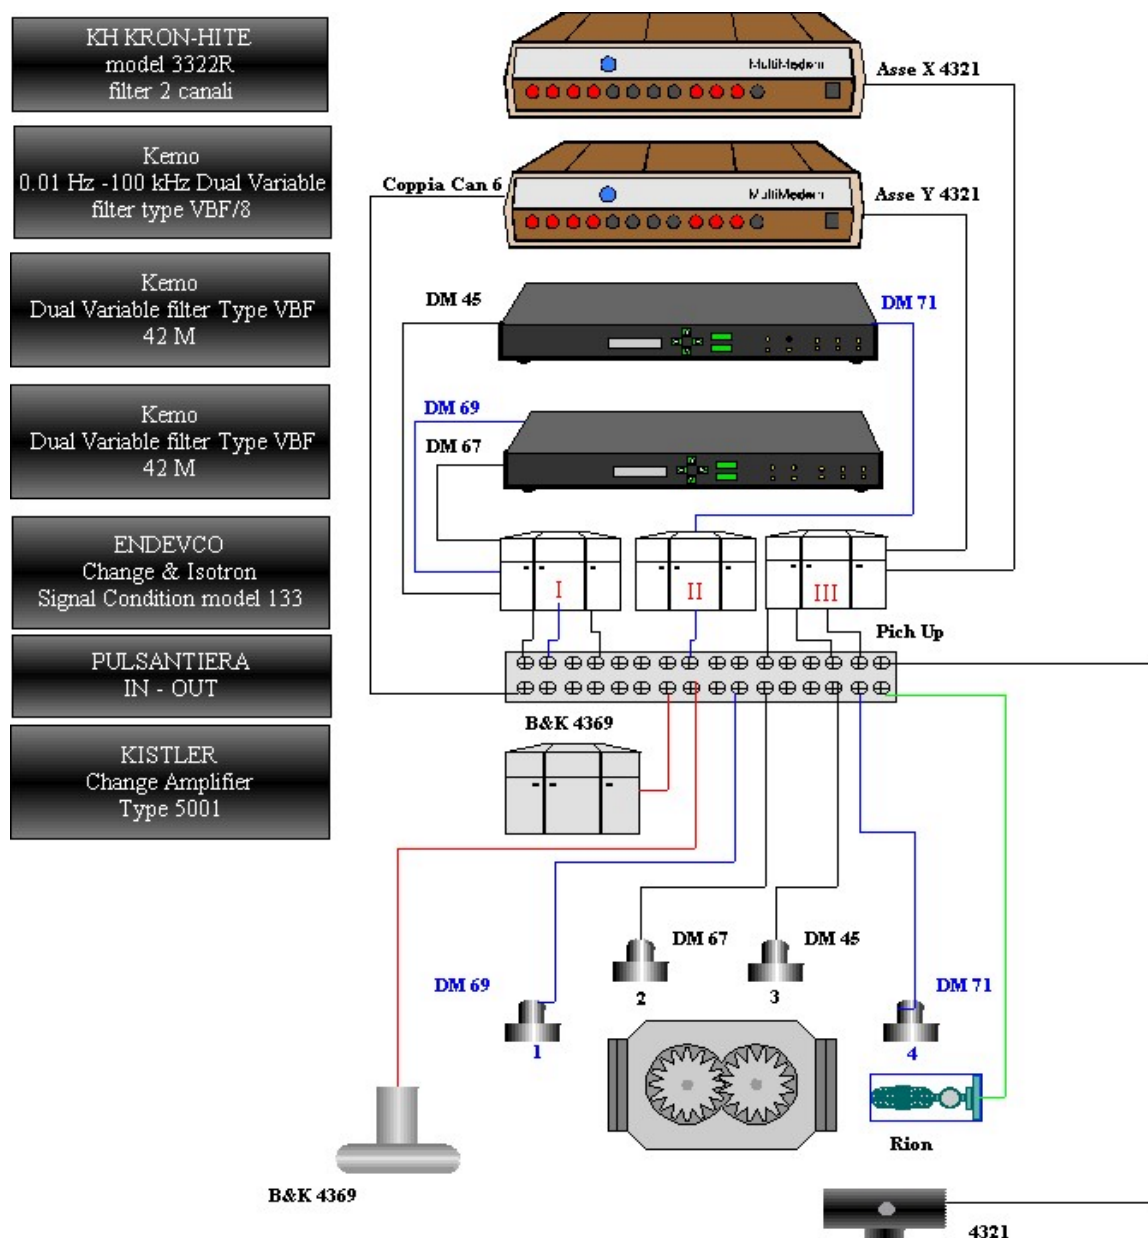 KH KRON-HITE
model 3322R
filter 2 canali
Kemo
0.01 Hz -100 kHz Dual Variable
filter type VBF/8
Kemo
Dual Variable filter Type VBF
42 M
Kemo
Dual Variable filter Type VBF
42 M
ENDEVCO
Change & Isotron
Signal Condition model 133
PULSANTIERA
IN - OUT
KISTLER
Change Amplifier
Type 5001
MultiModem
Asse X 4321
Coppia Can 6
MultiModem
Asse Y 4321
DM 45
DM 71
DM 69
DM 67
I
II
III
Pich Up
B&K 4369
DM 67
DM 45
DM 69
DM 71
2
3
1
4
Rion
B&K 4369
4321